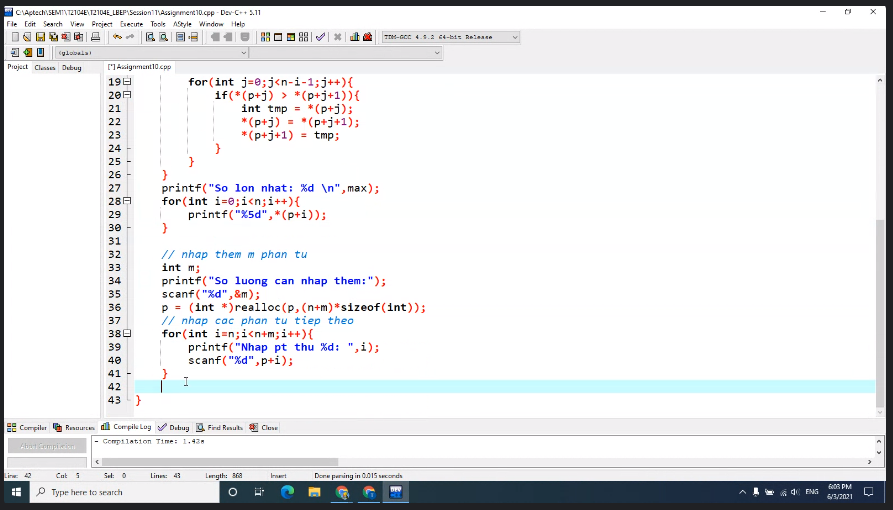 C:\Aptech\SEM1\T2104E\T2104E_LBEP\Session11\Assignment10.cpp - Dev-C++ 5.11
File Edit Search View Project Execute Tools AStyle Window Help
TDM-GCC 4.9.2 64-bit Release
(globals)
Project Classes Debug [*] Assignment10.cpp
19 for(int j=0;j<n-i-1;j++){
20 if(*(p+j) > *(p+j+1)){
21 int tmp = *(p+j);
22 *(p+j) = *(p+j+1);
23 *(p+j+1) = tmp;
24 }
25 }
26 }
27 printf("So lon nhat: %d \n",max);
28 for(int i=0;i<n;i++){
29 printf("%5d",*(p+i));
30 }
31
32 // nhap them m phan tu
33 int m;
34 printf("So luong can nhap them:");
35 scanf("%d",&m);
36 p = (int *)realloc(p,(n+m)*sizeof(int));
37 // nhap cac phan tu tiep theo
38 for(int i=n;i<n+m;i++){
39 printf("Nhap pt thu %d: ",i);
40 scanf("%d",p+i);
41 }
42
43 }
Compiler Resources Compile Log Debug Find Results Close
Abort Compilation
- Compilation Time: 1.42s
Line: 42 Col: 5 Sel: 0 Lines: 43 Length: 868 Insert Done parsing in 0.015 seconds
Type here to search
ENG
6:03 PM
6/3/2021